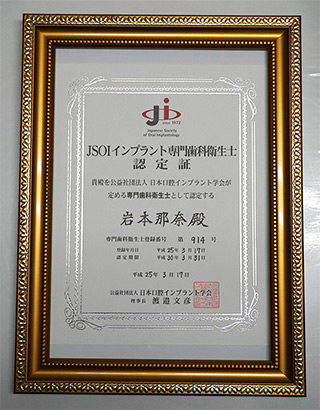 since 1972
Japanese Society
of Oral Implantology
JSOIインプラント専門歯科衛生士
認定証
貴殿を公益社団法人 日本口腔インプラント学会が
定める専門歯科衛生士として認定する
岩本那奈殿
専門歯科衛生士登録番号 第 914 号
登録年月日 平成 25年 3月 17日
認定期限 平成 30年 3月 31日
平成 25年 3月 17日
公益社団法人 日本口腔インプラント学会
理事長 渡邉文彦